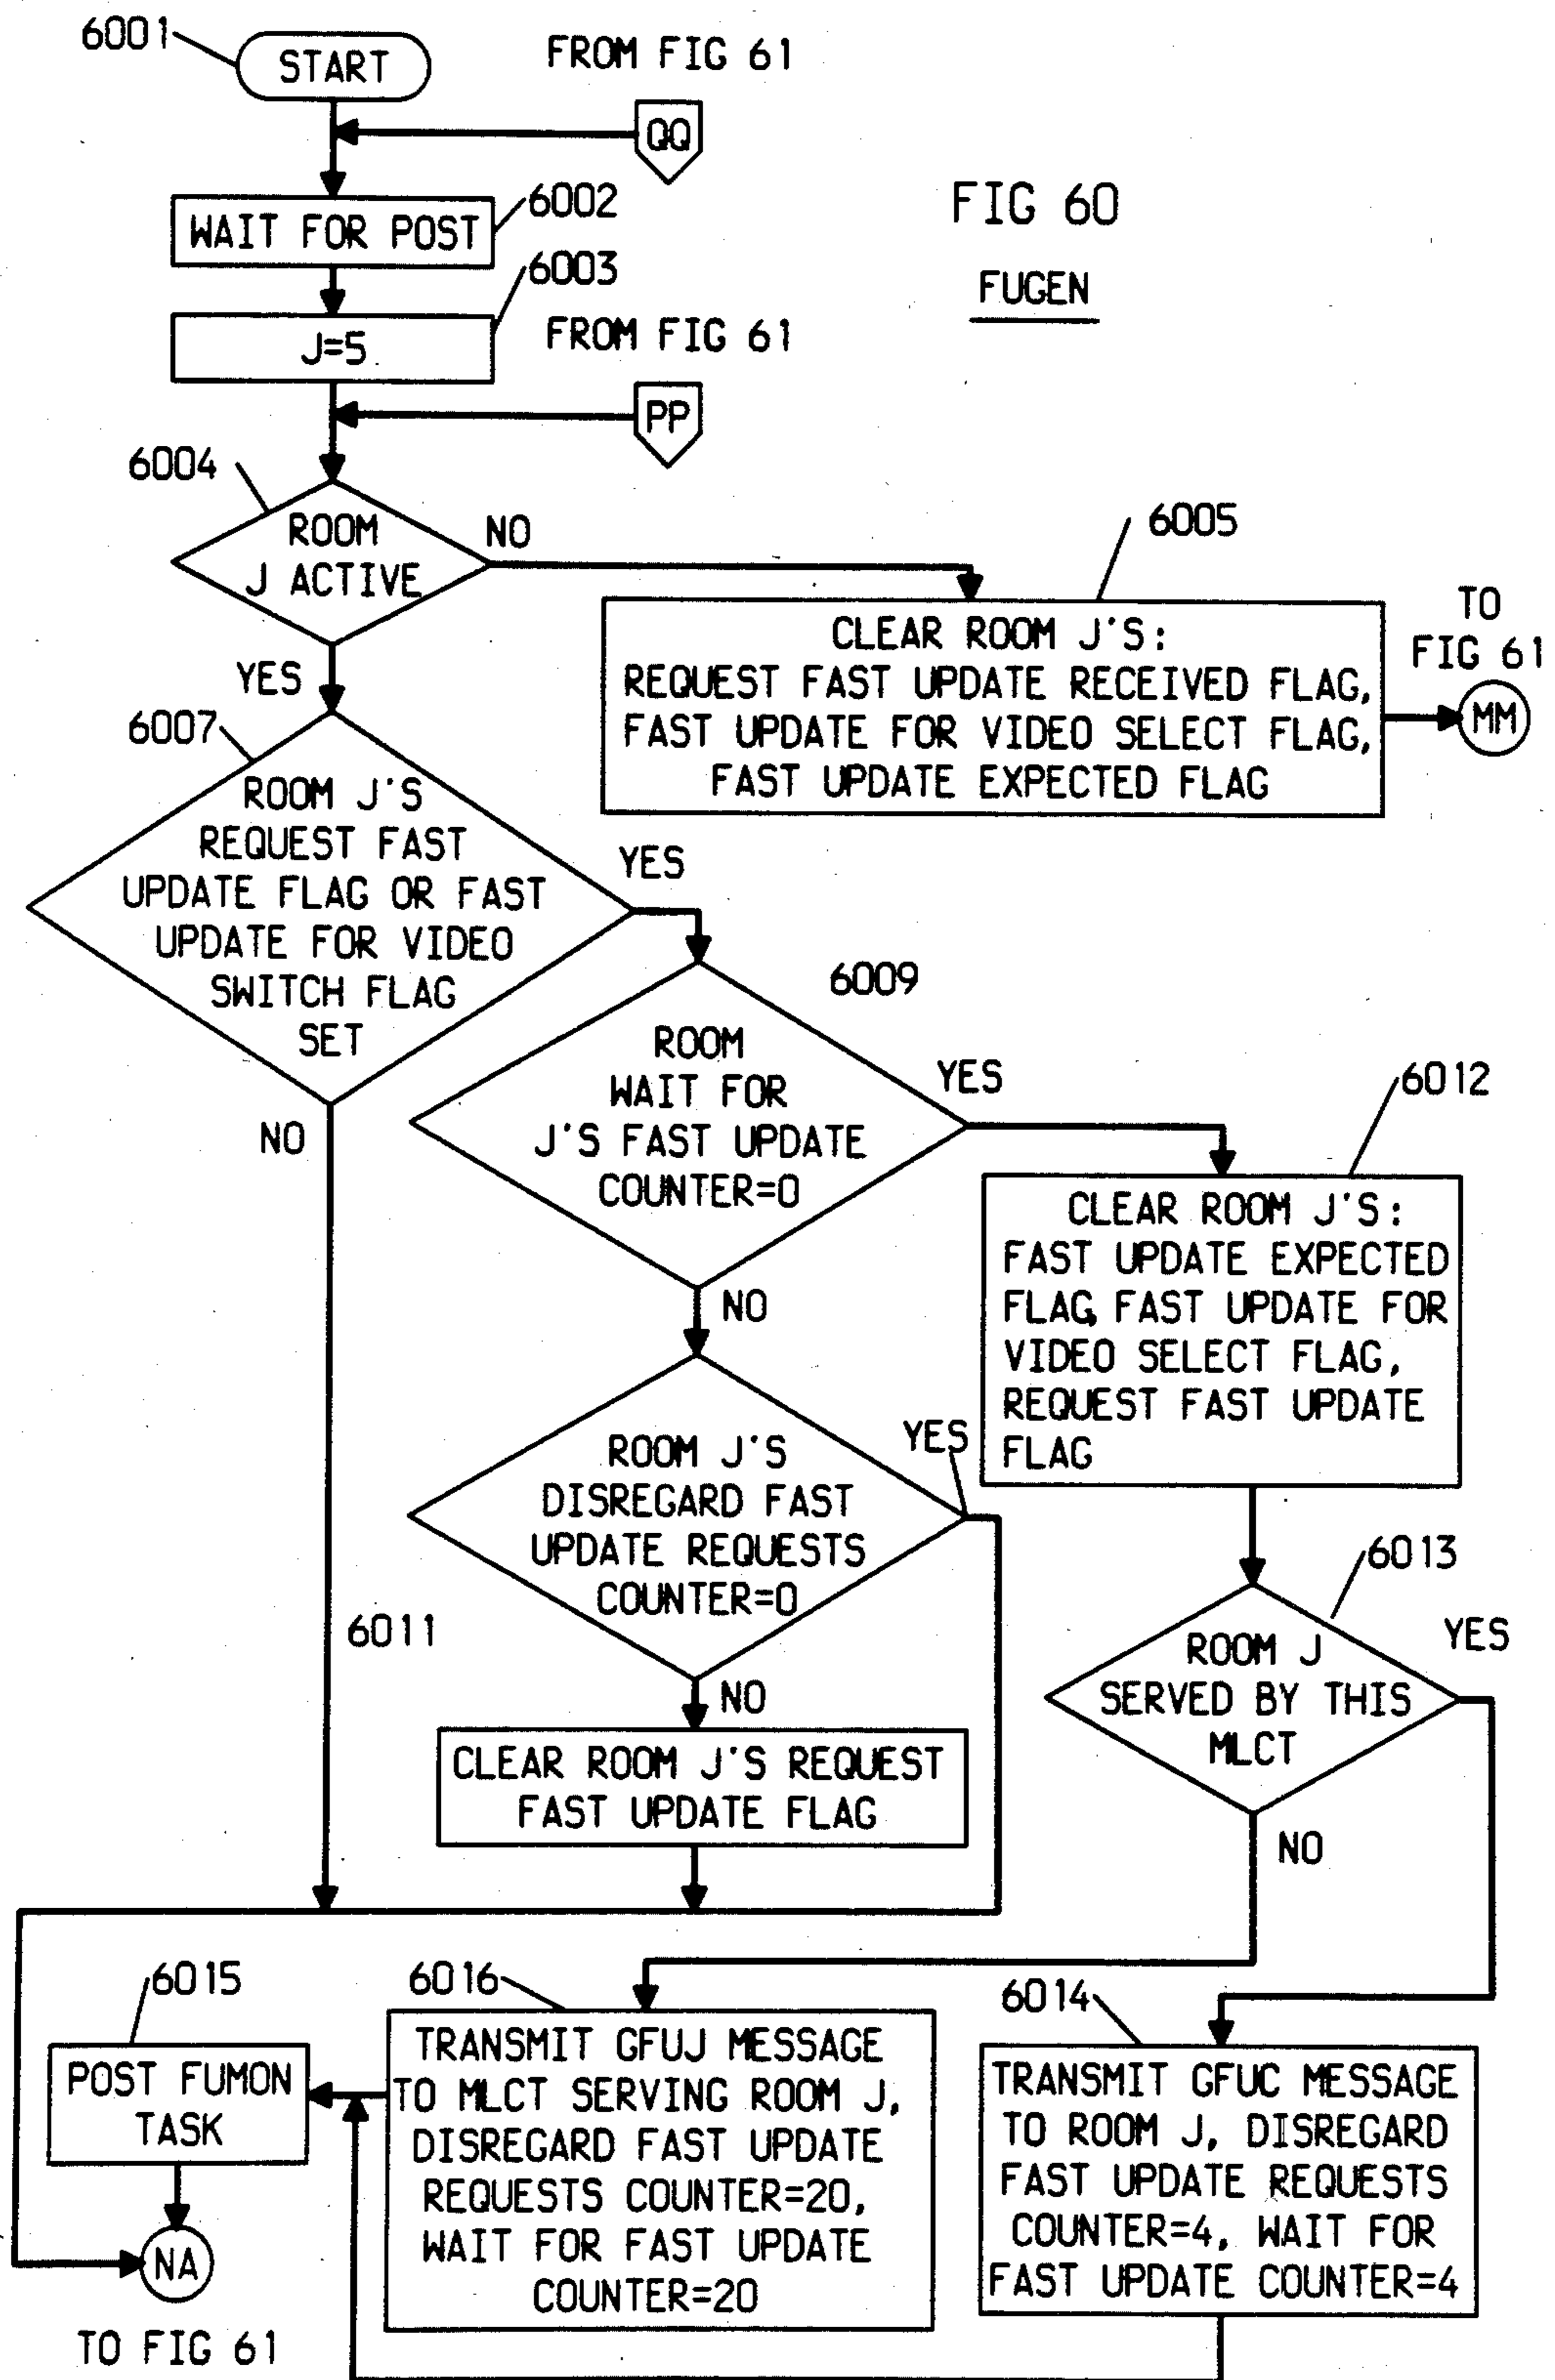 6001
START
FROM FIG 61
QQ
6002
WAIT FOR POST
FIG 60
FUGEN
6003
J=5
FROM FIG 61
PP
6004
ROOM
J ACTIVE
NO
YES
6005
CLEAR ROOM J'S:
REQUEST FAST UPDATE RECEIVED FLAG,
FAST UPDATE FOR VIDEO SELECT FLAG,
FAST UPDATE EXPECTED FLAG
TO
FIG 61
MM
6007
ROOM J'S
REQUEST FAST
UPDATE FLAG OR FAST
UPDATE FOR VIDEO
SWITCH FLAG
SET
YES
NO
6009
ROOM
WAIT FOR
J'S FAST UPDATE
COUNTER=0
YES
NO
6012
CLEAR ROOM J'S:
FAST UPDATE EXPECTED
FLAG, FAST UPDATE FOR
VIDEO SELECT FLAG,
REQUEST FAST UPDATE
FLAG
ROOM J'S
DISREGARD FAST
UPDATE REQUESTS
COUNTER=0
YES
6011
NO
6013
ROOM J
SERVED BY THIS
MLCT
YES
NO
CLEAR ROOM J'S REQUEST
FAST UPDATE FLAG
6015
POST FUMON
TASK
NA
TO FIG 61
6016
TRANSMIT GFUJ MESSAGE
TO MLCT SERVING ROOM J,
DISREGARD FAST UPDATE
REQUESTS COUNTER=20,
WAIT FOR FAST UPDATE
COUNTER=20
6014
TRANSMIT GFUC MESSAGE
TO ROOM J, DISREGARD
FAST UPDATE REQUESTS
COUNTER=4, WAIT FOR
FAST UPDATE COUNTER=4